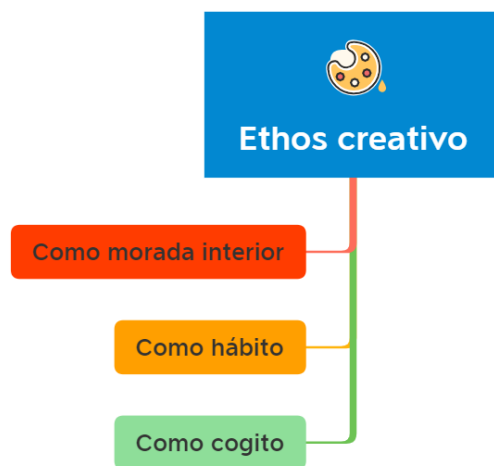 Ethos creativo
Como morada interior
Como hábito
Como cogito